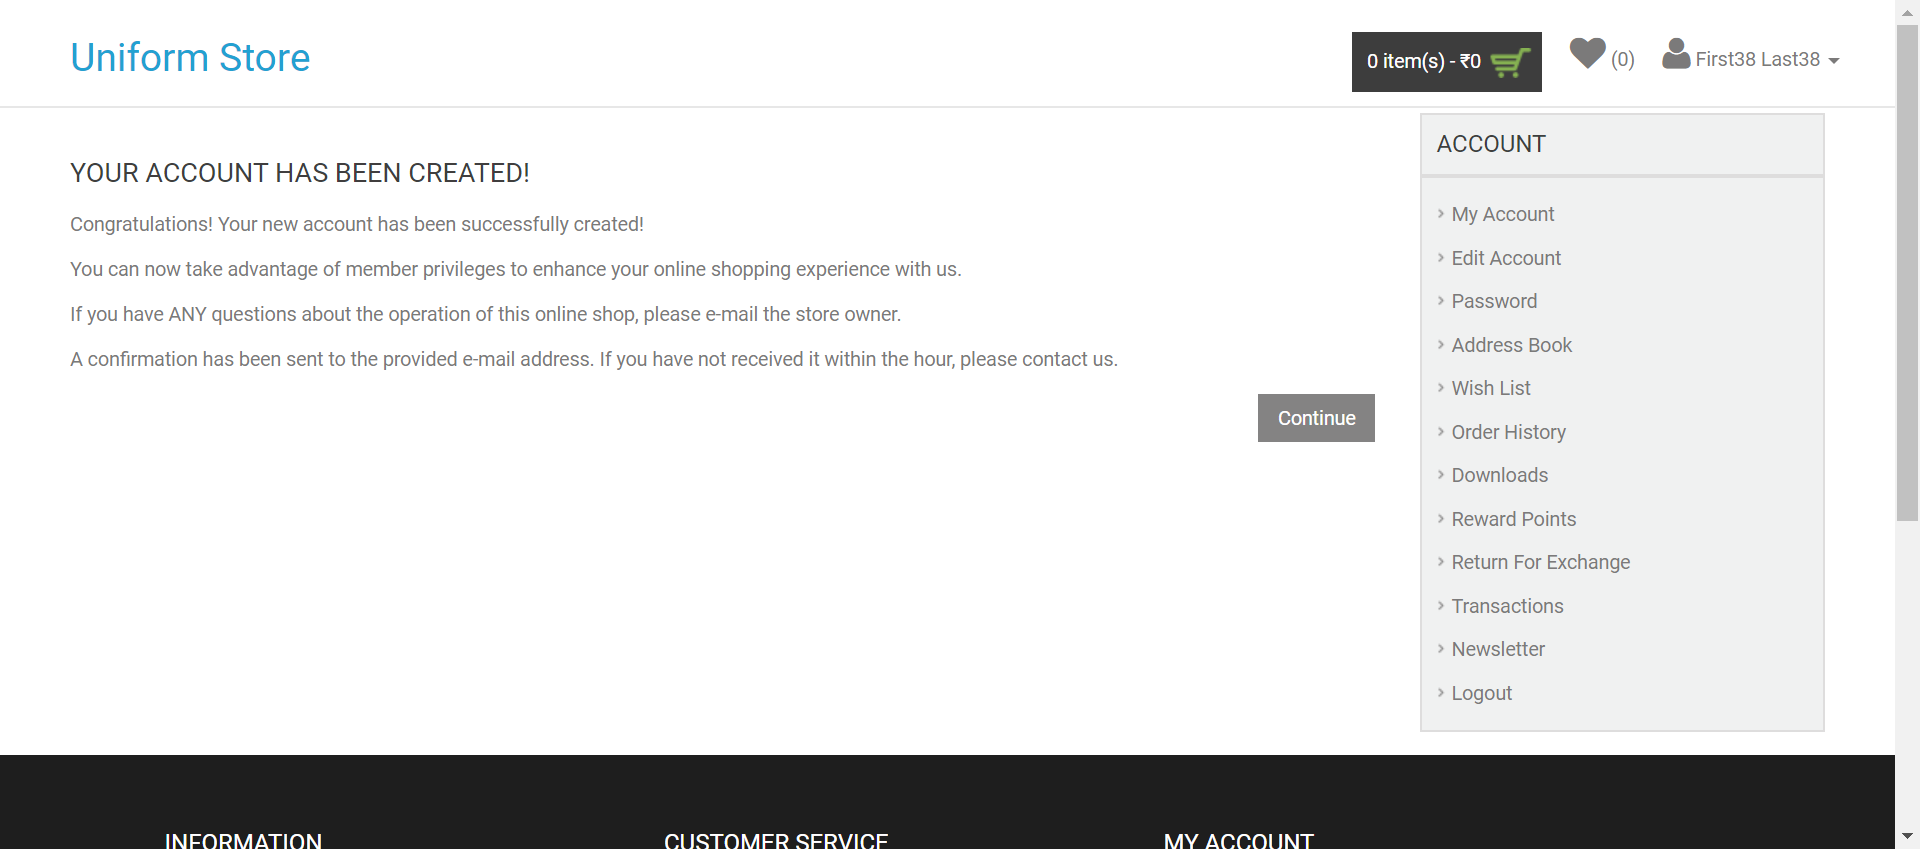 Uniform Store
0 item(s) - ₹0
(0)
First38 Last38
YOUR ACCOUNT HAS BEEN CREATED!
Congratulations! Your new account has been successfully created!
You can now take advantage of member privileges to enhance your online shopping experience with us.
If you have ANY questions about the operation of this online shop, please e-mail the store owner.
A confirmation has been sent to the provided e-mail address. If you have not received it within the hour, please contact us.
Continue
ACCOUNT
My Account
Edit Account
Password
Address Book
Wish List
Order History
Downloads
Reward Points
Return For Exchange
Transactions
Newsletter
Logout
INFORMATION
CUSTOMER SERVICE
MY ACCOUNT